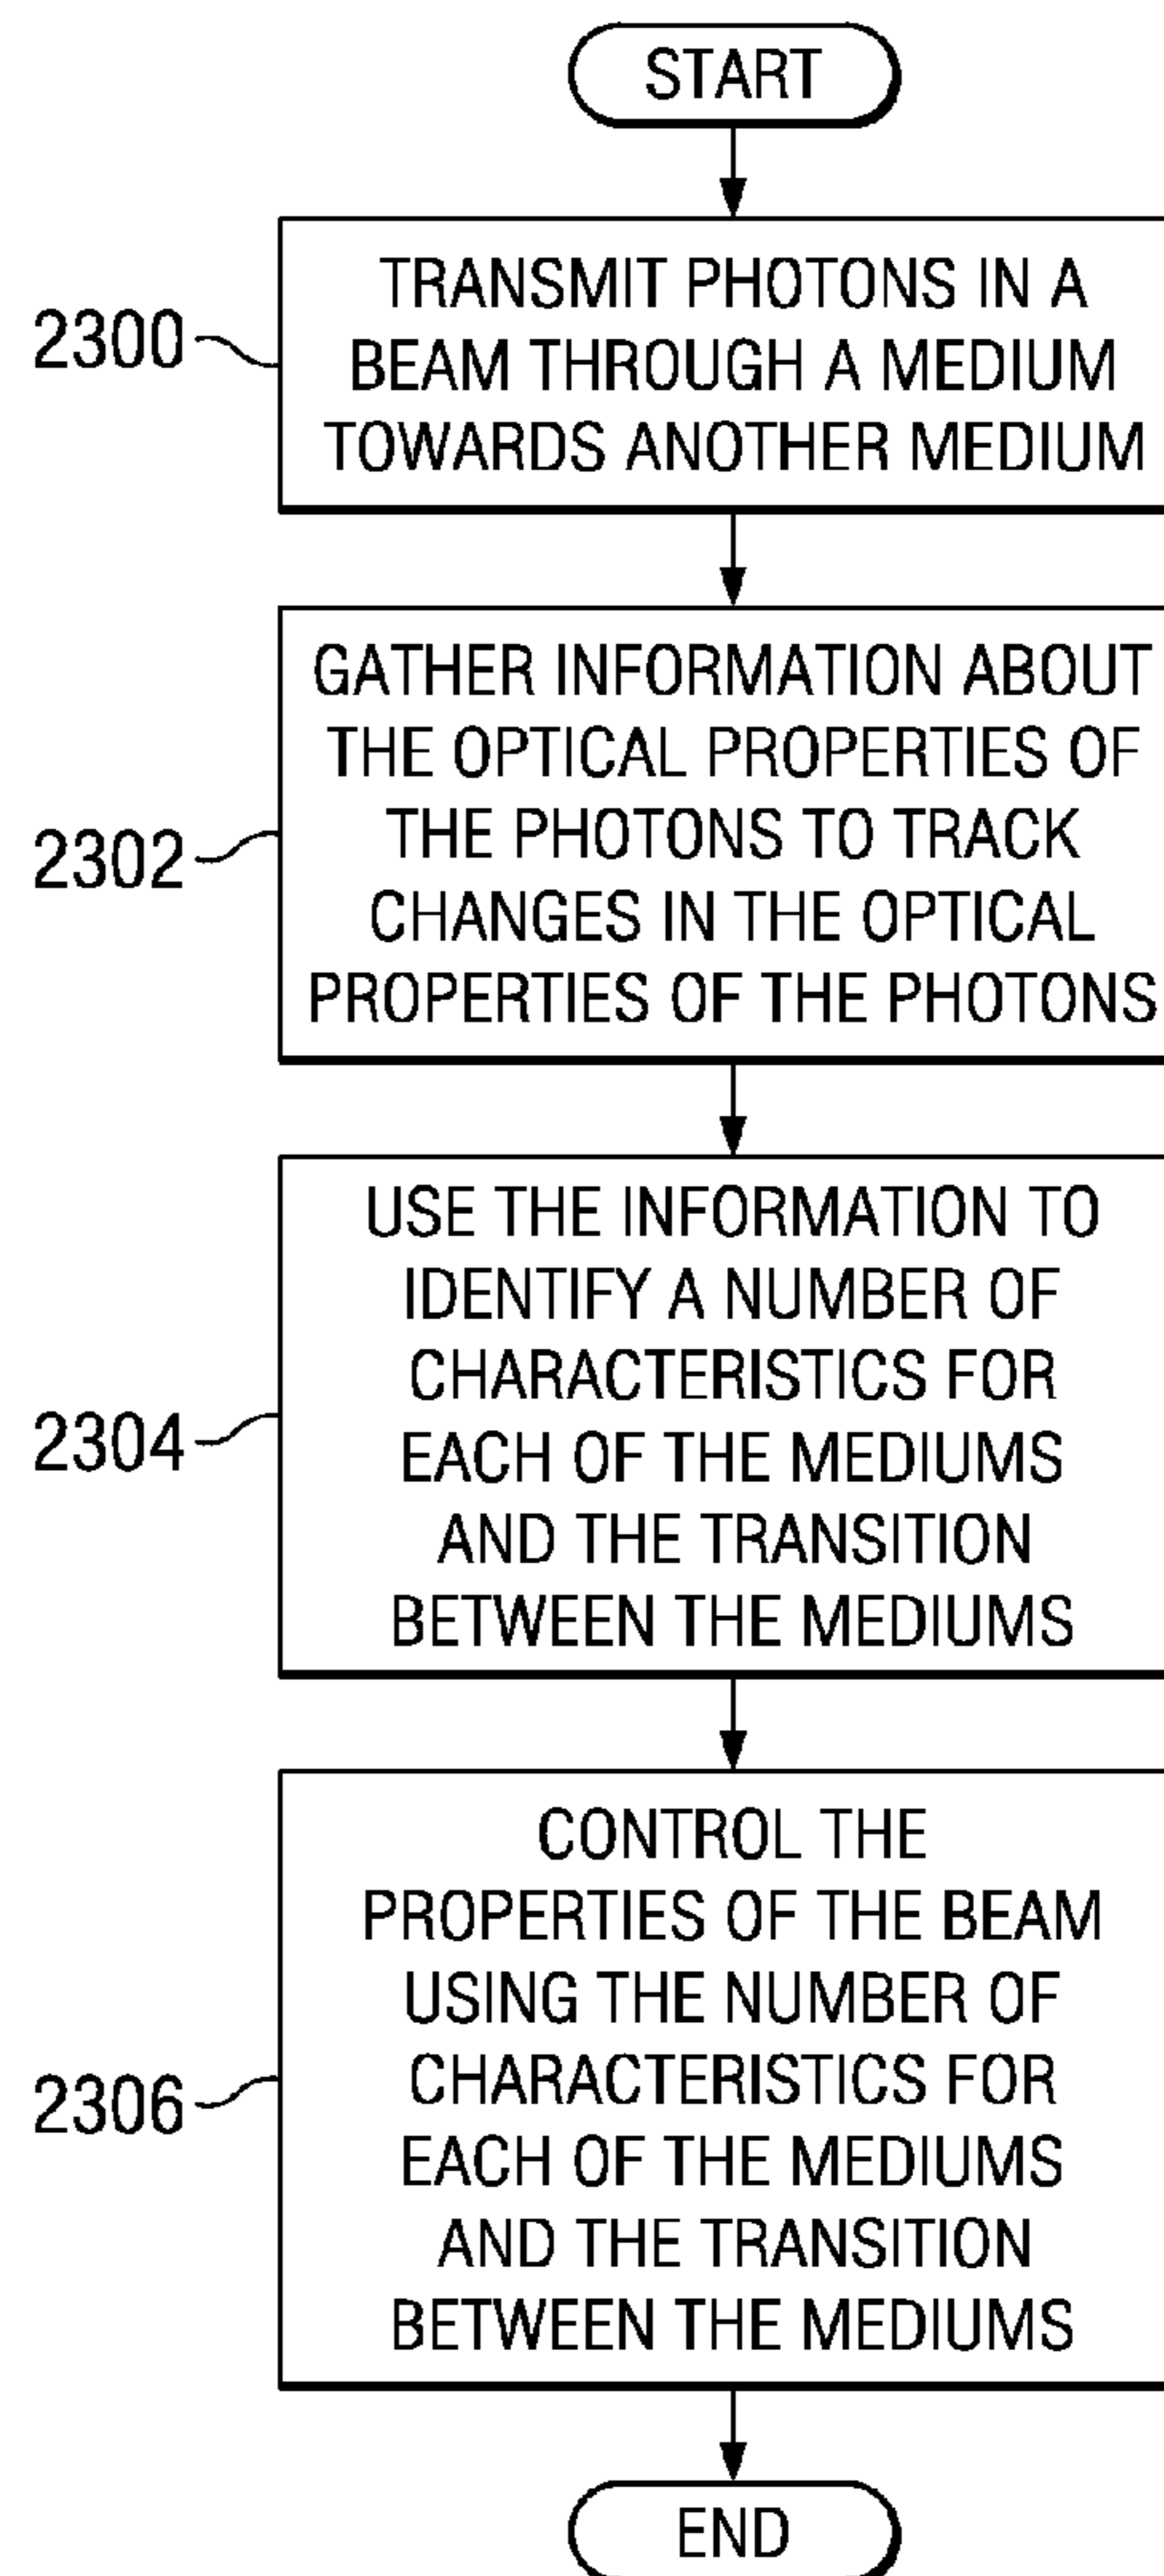 START
2300
TRANSMIT PHOTONS IN A
BEAM THROUGH A MEDIUM
TOWARDS ANOTHER MEDIUM
2302
GATHER INFORMATION ABOUT
THE OPTICAL PROPERTIES OF
THE PHOTONS TO TRACK
CHANGES IN THE OPTICAL
PROPERTIES OF THE PHOTONS
2304
USE THE INFORMATION TO
IDENTIFY A NUMBER OF
CHARACTERISTICS FOR
EACH OF THE MEDIUMS
AND THE TRANSITION
BETWEEN THE MEDIUMS
2306
CONTROL THE
PROPERTIES OF THE BEAM
USING THE NUMBER OF
CHARACTERISTICS FOR
EACH OF THE MEDIUMS
AND THE TRANSITION
BETWEEN THE MEDIUMS
END